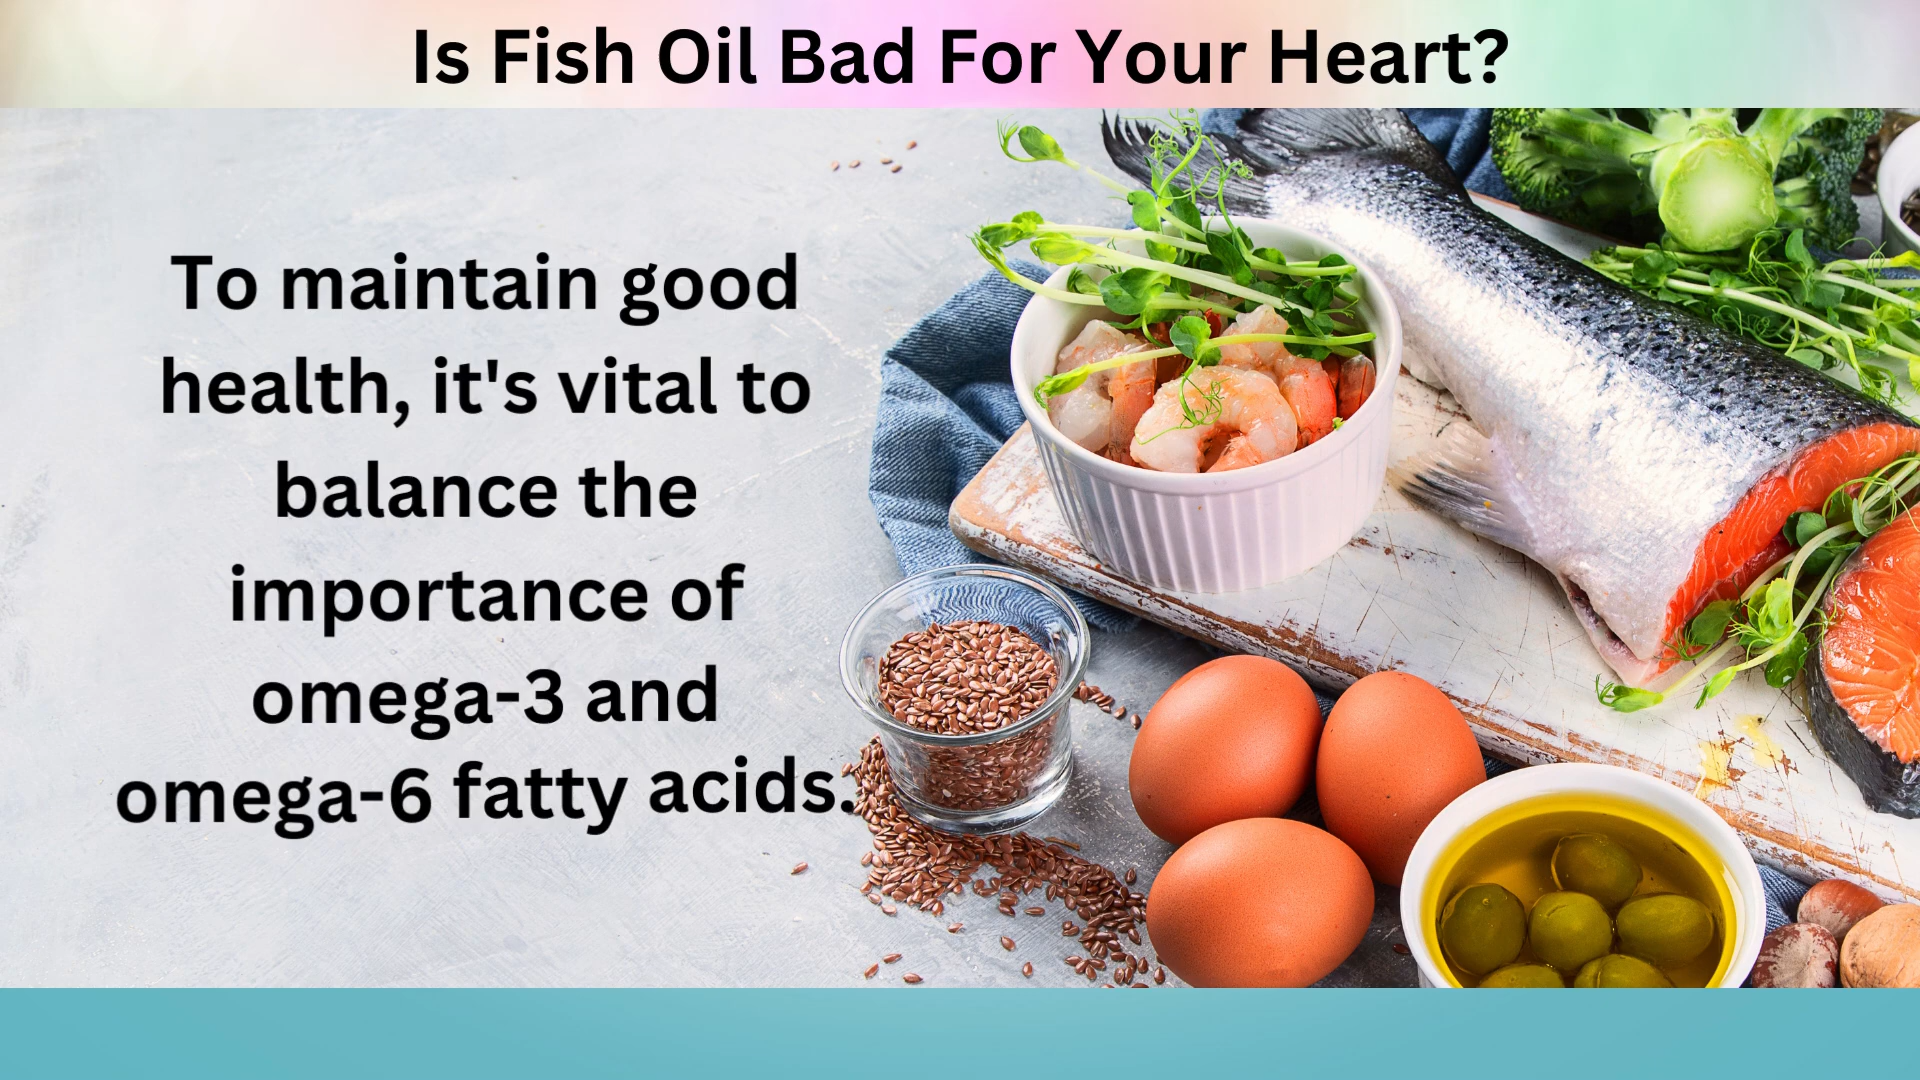 Is Fish Oil Bad For Your Heart?
To maintain good
health, it's vital to
balance the
importance of
omega-3 and
omega-6 fatty acids.